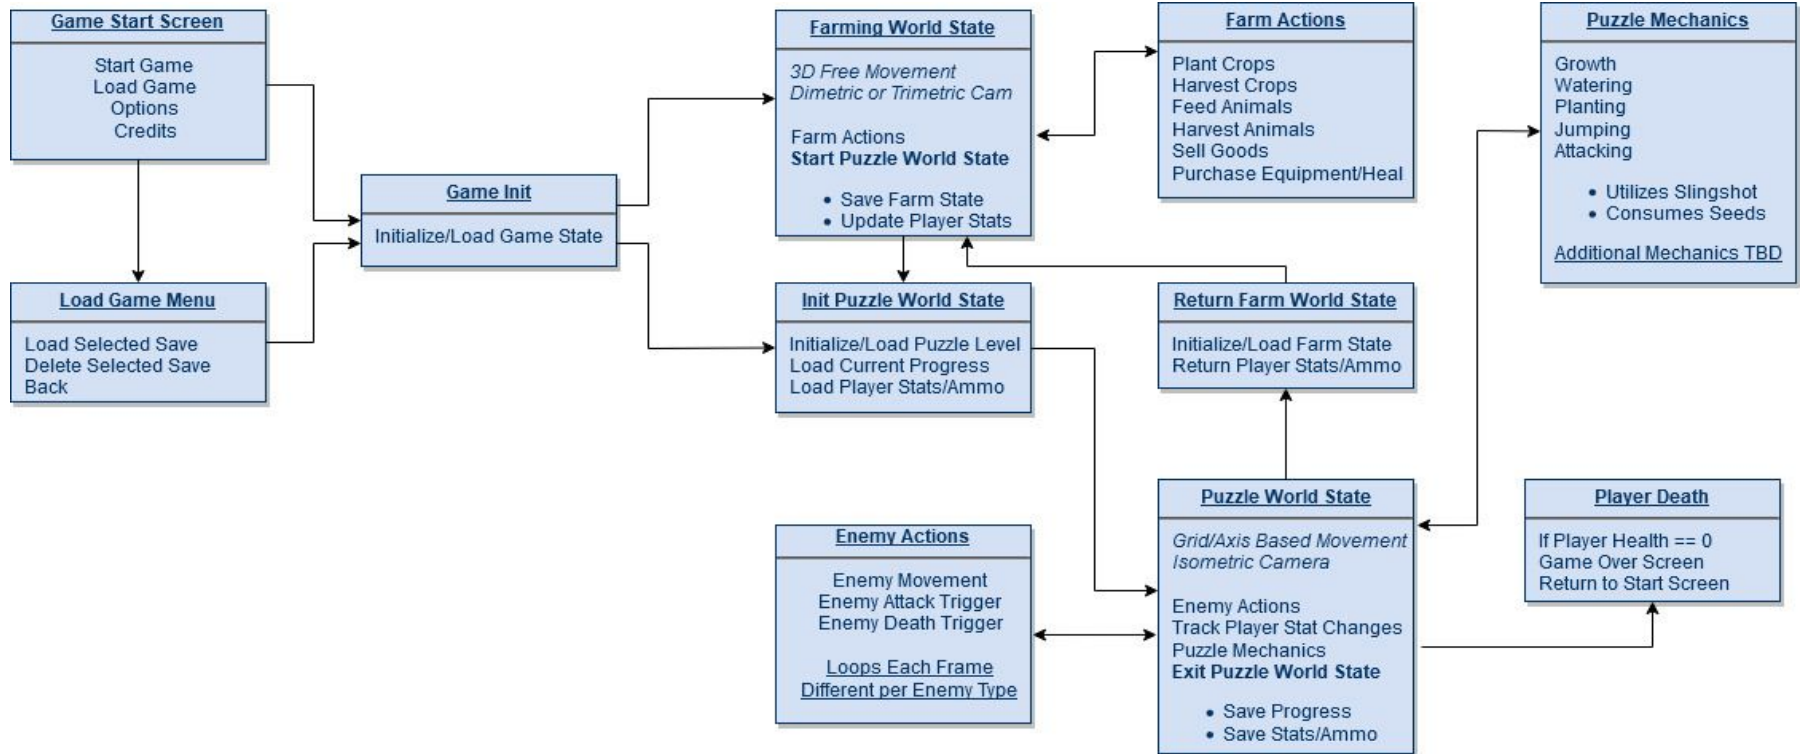 Game Start Screen
Start Game
Load Game
Options
Credits
Load Game Menu
Load Selected Save
Delete Selected Save
Back
Game Init
Initialize/Load Game State
Farming World State
3D Free Movement
Dimetric or Trimetric Cam
Farm Actions
Start Puzzle World State
• Save Farm State
• Update Player Stats
Init Puzzle World State
Initialize/Load Puzzle Level
Load Current Progress
Load Player Stats/Ammo
Enemy Actions
Enemy Movement
Enemy Attack Trigger
Enemy Death Trigger
Loops Each Frame
Different per Enemy Type
Farm Actions
Plant Crops
Harvest Crops
Feed Animals
Harvest Animals
Sell Goods
Purchase Equipment/Heal
Return Farm World State
Initialize/Load Farm State
Return Player Stats/Ammo
Puzzle World State
Grid/Axis Based Movement
Isometric Camera
Enemy Actions
Track Player Stat Changes
Puzzle Mechanics
Exit Puzzle World State
• Save Progress
• Save Stats/Ammo
Puzzle Mechanics
Growth
Watering
Planting
Jumping
Attacking
• Utilizes Slingshot
• Consumes Seeds
Additional Mechanics TBD
Player Death
If Player Health == 0
Game Over Screen
Return to Start Screen